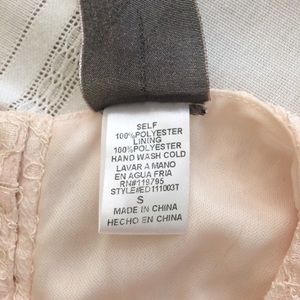 SELF
100%POLYESTER
LINING
100%POLYESTER
HAND WASH COLD
LAVAR A MANO
EN AGUA FRIA
RN#119795
STYLE#ED111003T
S
MADE IN CHINA
HECHO EN CHINA